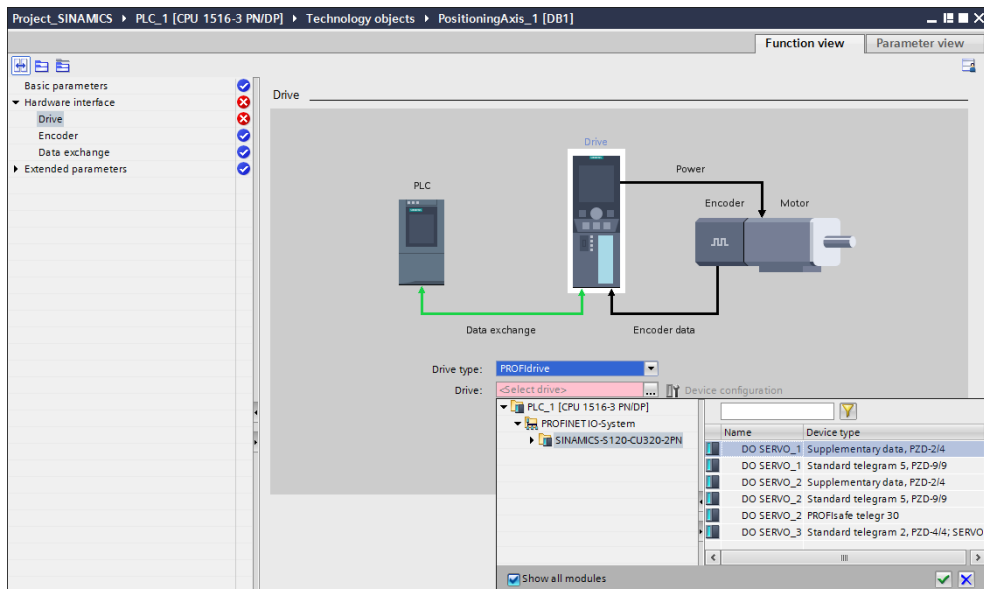 Project_SINAMICS ▸ PLC_1 [CPU 1516-3 PN/DP] ▸ Technology objects ▸ PositioningAxis_1 [DB1]
Function view Parameter view
Basic parameters
Hardware interface
Drive
Encoder
Data exchange
Extended parameters
Drive
Drive
Power
PLC
Encoder Motor
Data exchange Encoder data
Drive type: PROFIdrive
Drive: <Select drive> ... Device configuration
PLC_1 [CPU 1516-3 PN/DP]
PROFINET IO-System
SINAMICS-S120-CU320-2PN
Name Device type
DO SERVO_1 Supplementary data, PZD-2/4
DO SERVO_1 Standard telegram 5, PZD-9/9
DO SERVO_2 Supplementary data, PZD-2/4
DO SERVO_2 Standard telegram 5, PZD-9/9
DO SERVO_2 PROFIsafe telegr 30
DO SERVO_3 Standard telegram 2, PZD-4/4; SERVO
Show all modules